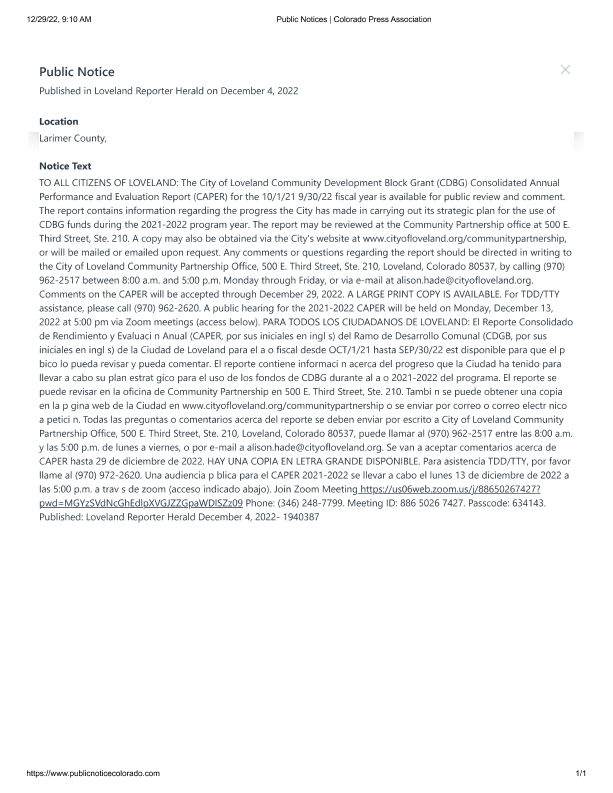 12/29/22, 9:10 AM
Public Notices | Colorado Press Association
Public Notice
Published in Loveland Reporter Herald on December 4, 2022
Location
Larimer County,
Notice Text
TO ALL CITIZENS OF LOVELAND: The City of Loveland Community Development Block Grant (CDBG) Consolidated Annual
Performance and Evaluation Report (CAPER) for the 10/1/21 9/30/22 fiscal year is available for public review and comment.
The report contains information regarding the progress the City has made in carrying out its strategic plan for the use of
CDBG funds during the 2021-2022 program year. The report may be reviewed at the Community Partnership office at 500 E.
Third Street, Ste. 210. A copy may also be obtained via the City's website at www.cityofloveland.org/communitypartnership,
or will be mailed or emailed upon request. Any comments or questions regarding the report should be directed in writing to
the City of Loveland Community Partnership Office, 500 E. Third Street, Ste. 210, Loveland, Colorado 80537, by calling (970)
962-2517 between 8:00 a.m. and 5:00 p.m. Monday through Friday, or via e-mail at alison.hade@cityofloveland.org.
Comments on the CAPER will be accepted through December 29, 2022. A LARGE PRINT COPY IS AVAILABLE. For TDD/TTY
assistance, please call (970) 962-2620. A public hearing for the 2021-2022 CAPER will be held on Monday, December 13,
2022 at 5:00 pm via Zoom meetings (access below). PARA TODOS LOS CIUDADANOS DE LOVELAND: El Reporte Consolidado
de Rendimiento y Evaluaci n Anual (CAPER, por sus iniciales en ingl s) del Ramo de Desarrollo Comunal (CDGB, por sus
iniciales en ingl s) de la Ciudad de Loveland para el a o fiscal desde OCT/1/21 hasta SEP/30/22 est disponible para que el p
blico lo pueda revisar y pueda comentar. El reporte contiene informaci n acerca del progreso que la Ciudad ha tenido para
llevar a cabo su plan estrat gico para el uso de los fondos de CDBG durante al a o 2021-2022 del programa. El reporte se
puede revisar en la oficina de Community Partnership en 500 E. Third Street, Ste. 210. Tambi n se puede obtener una copia
en la p gina web de la Ciudad en www.cityofloveland.org/communitypartnership o se enviar por correo o correo electr nico
a petici n. Todas las preguntas o comentarios acerca del reporte se deben enviar por escrito a City of Loveland Community
Partnership Office, 500 E. Third Street, Ste. 210, Loveland, Colorado 80537, puede llamar al (970) 962-2517 entre las 8:00 a.m.
y las 5:00 p.m. de lunes a viernes, o por e-mail a alison.hade@cityofloveland.org. Se van a aceptar comentarios acerca de
CAPER hasta 29 de diciembre de 2022. HAY UNA COPIA EN LETRA GRANDE DISPONIBLE. Para asistencia TDD/TTY, por favor
llame al (970) 972-2620. Una audiencia p blica para el CAPER 2021-2022 se llevar a cabo el lunes 13 de diciembre de 2022 a
las 5:00 p.m. a trav s de zoom (acceso indicado abajo). Join Zoom Meeting https://us06web.zoom.us/j/88650267427?
pwd=MGYzSVdNcGhEdlpXVGJZZGpaWDlSZz09 Phone: (346) 248-7799. Meeting ID: 886 5026 7427. Passcode: 634143.
Published: Loveland Reporter Herald December 4, 2022- 1940387
https://www.publicnoticecolorado.com
1/1